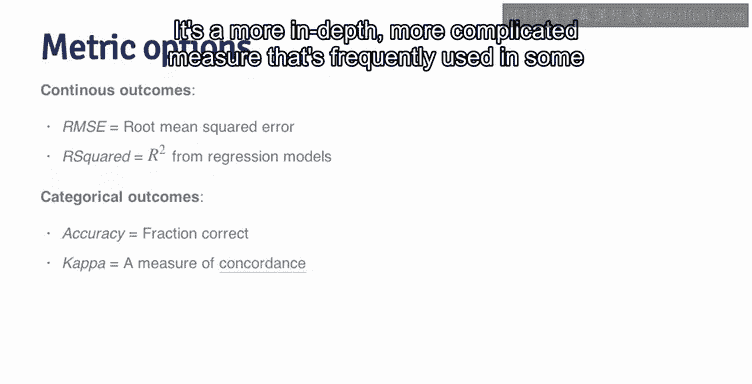 It's a more in-depth, more complicated
measure that's frequently used in some
Metric options
Continous outcomes:
· RMSE = Root mean squared error
· RSquared = R² from regression models
Categorical outcomes:
· Accuracy = Fraction correct
· Kappa = A measure of concordance